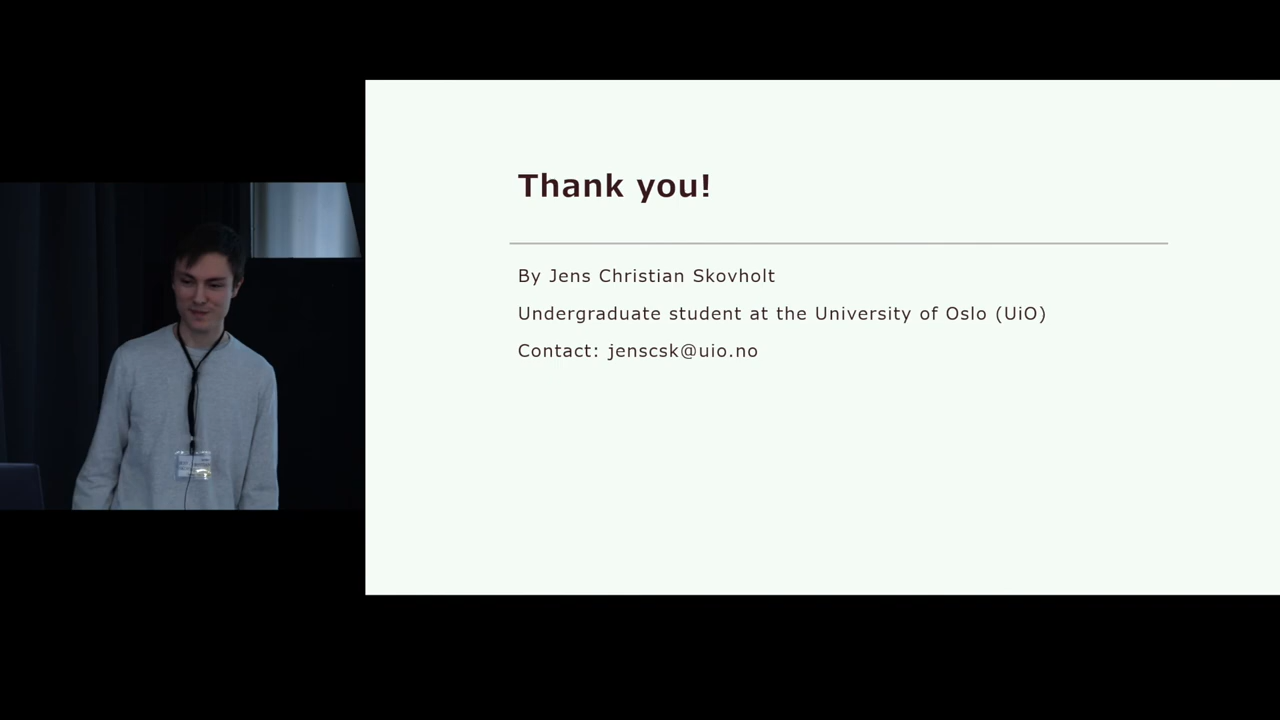 Thank you!
By Jens Christian Skovholt
Undergraduate student at the University of Oslo (UiO)
Contact: jenscsk@uio.no